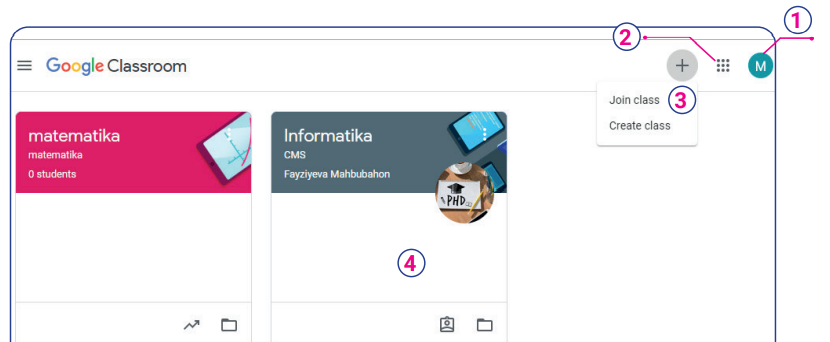 1
2
Google Classroom
+
M
Join class
3
Create class
matematika
matematika
0 students
Informatika
CMS
Fayziyeva Mahbubahon
PHD
4